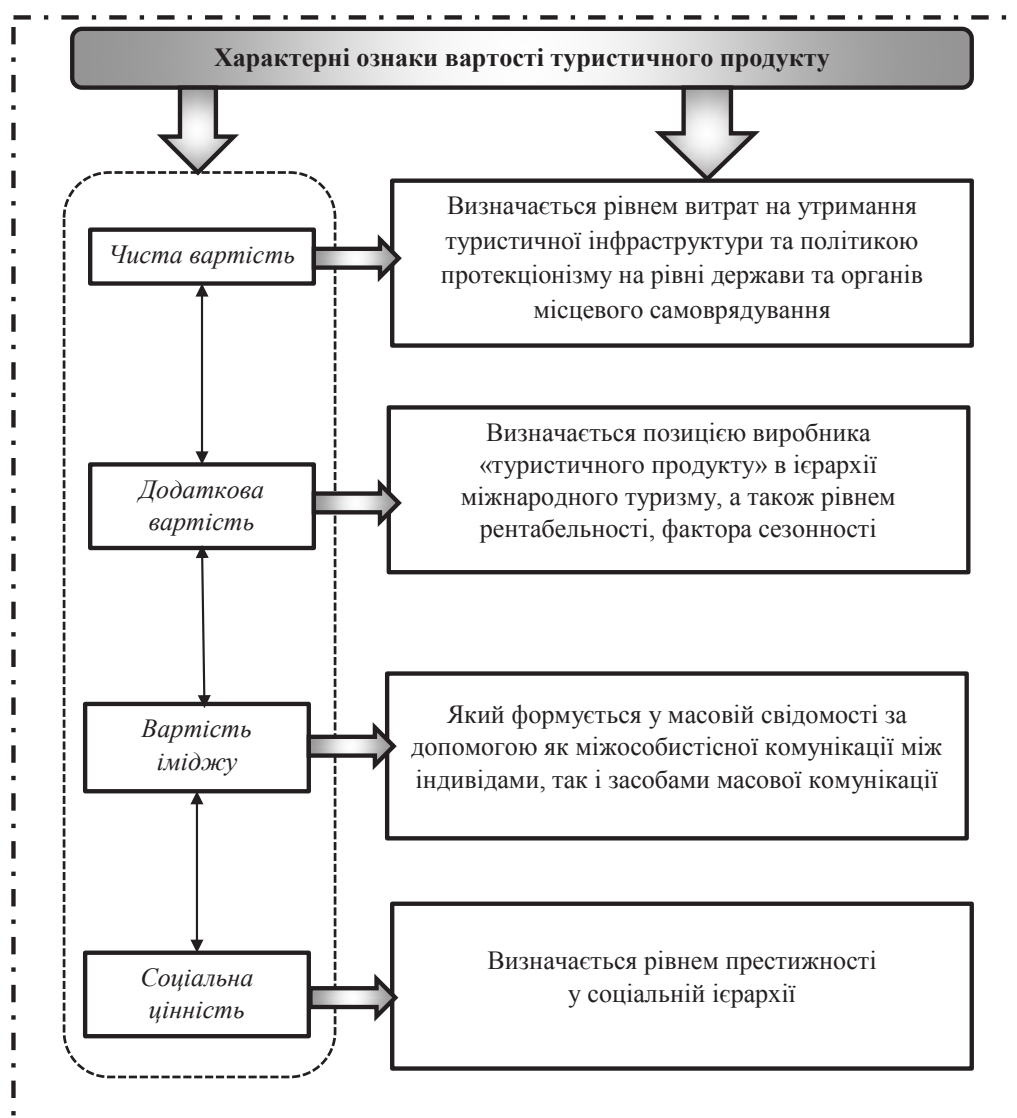 Характерні ознаки вартості туристичного продукту
Чиста вартість
Визначається рівнем витрат на утримання
туристичної інфраструктури та політикою
протекціонізму на рівні держави та органів
місцевого самоврядування
Додаткова
вартість
Визначається позицією виробника
«туристичного продукту» в ієрархії
міжнародного туризму, а також рівнем
рентабельності, фактора сезонності
Вартість
іміджу
Який формується у масовій свідомості за
допомогою як міжособистісної комунікації між
індивідами, так і засобами масової комунікації
Соціальна
цінність
Визначається рівнем престижності
у соціальній ієрархії